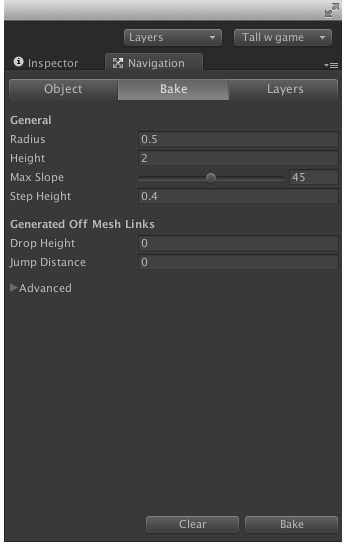 Layers Tall w game
Inspector Navigation
Object Bake Layers
General
Radius 0.5
Height 2
Max Slope 45
Step Height 0.4
Generated Off Mesh Links
Drop Height 0
Jump Distance 0
Advanced
Clear Bake